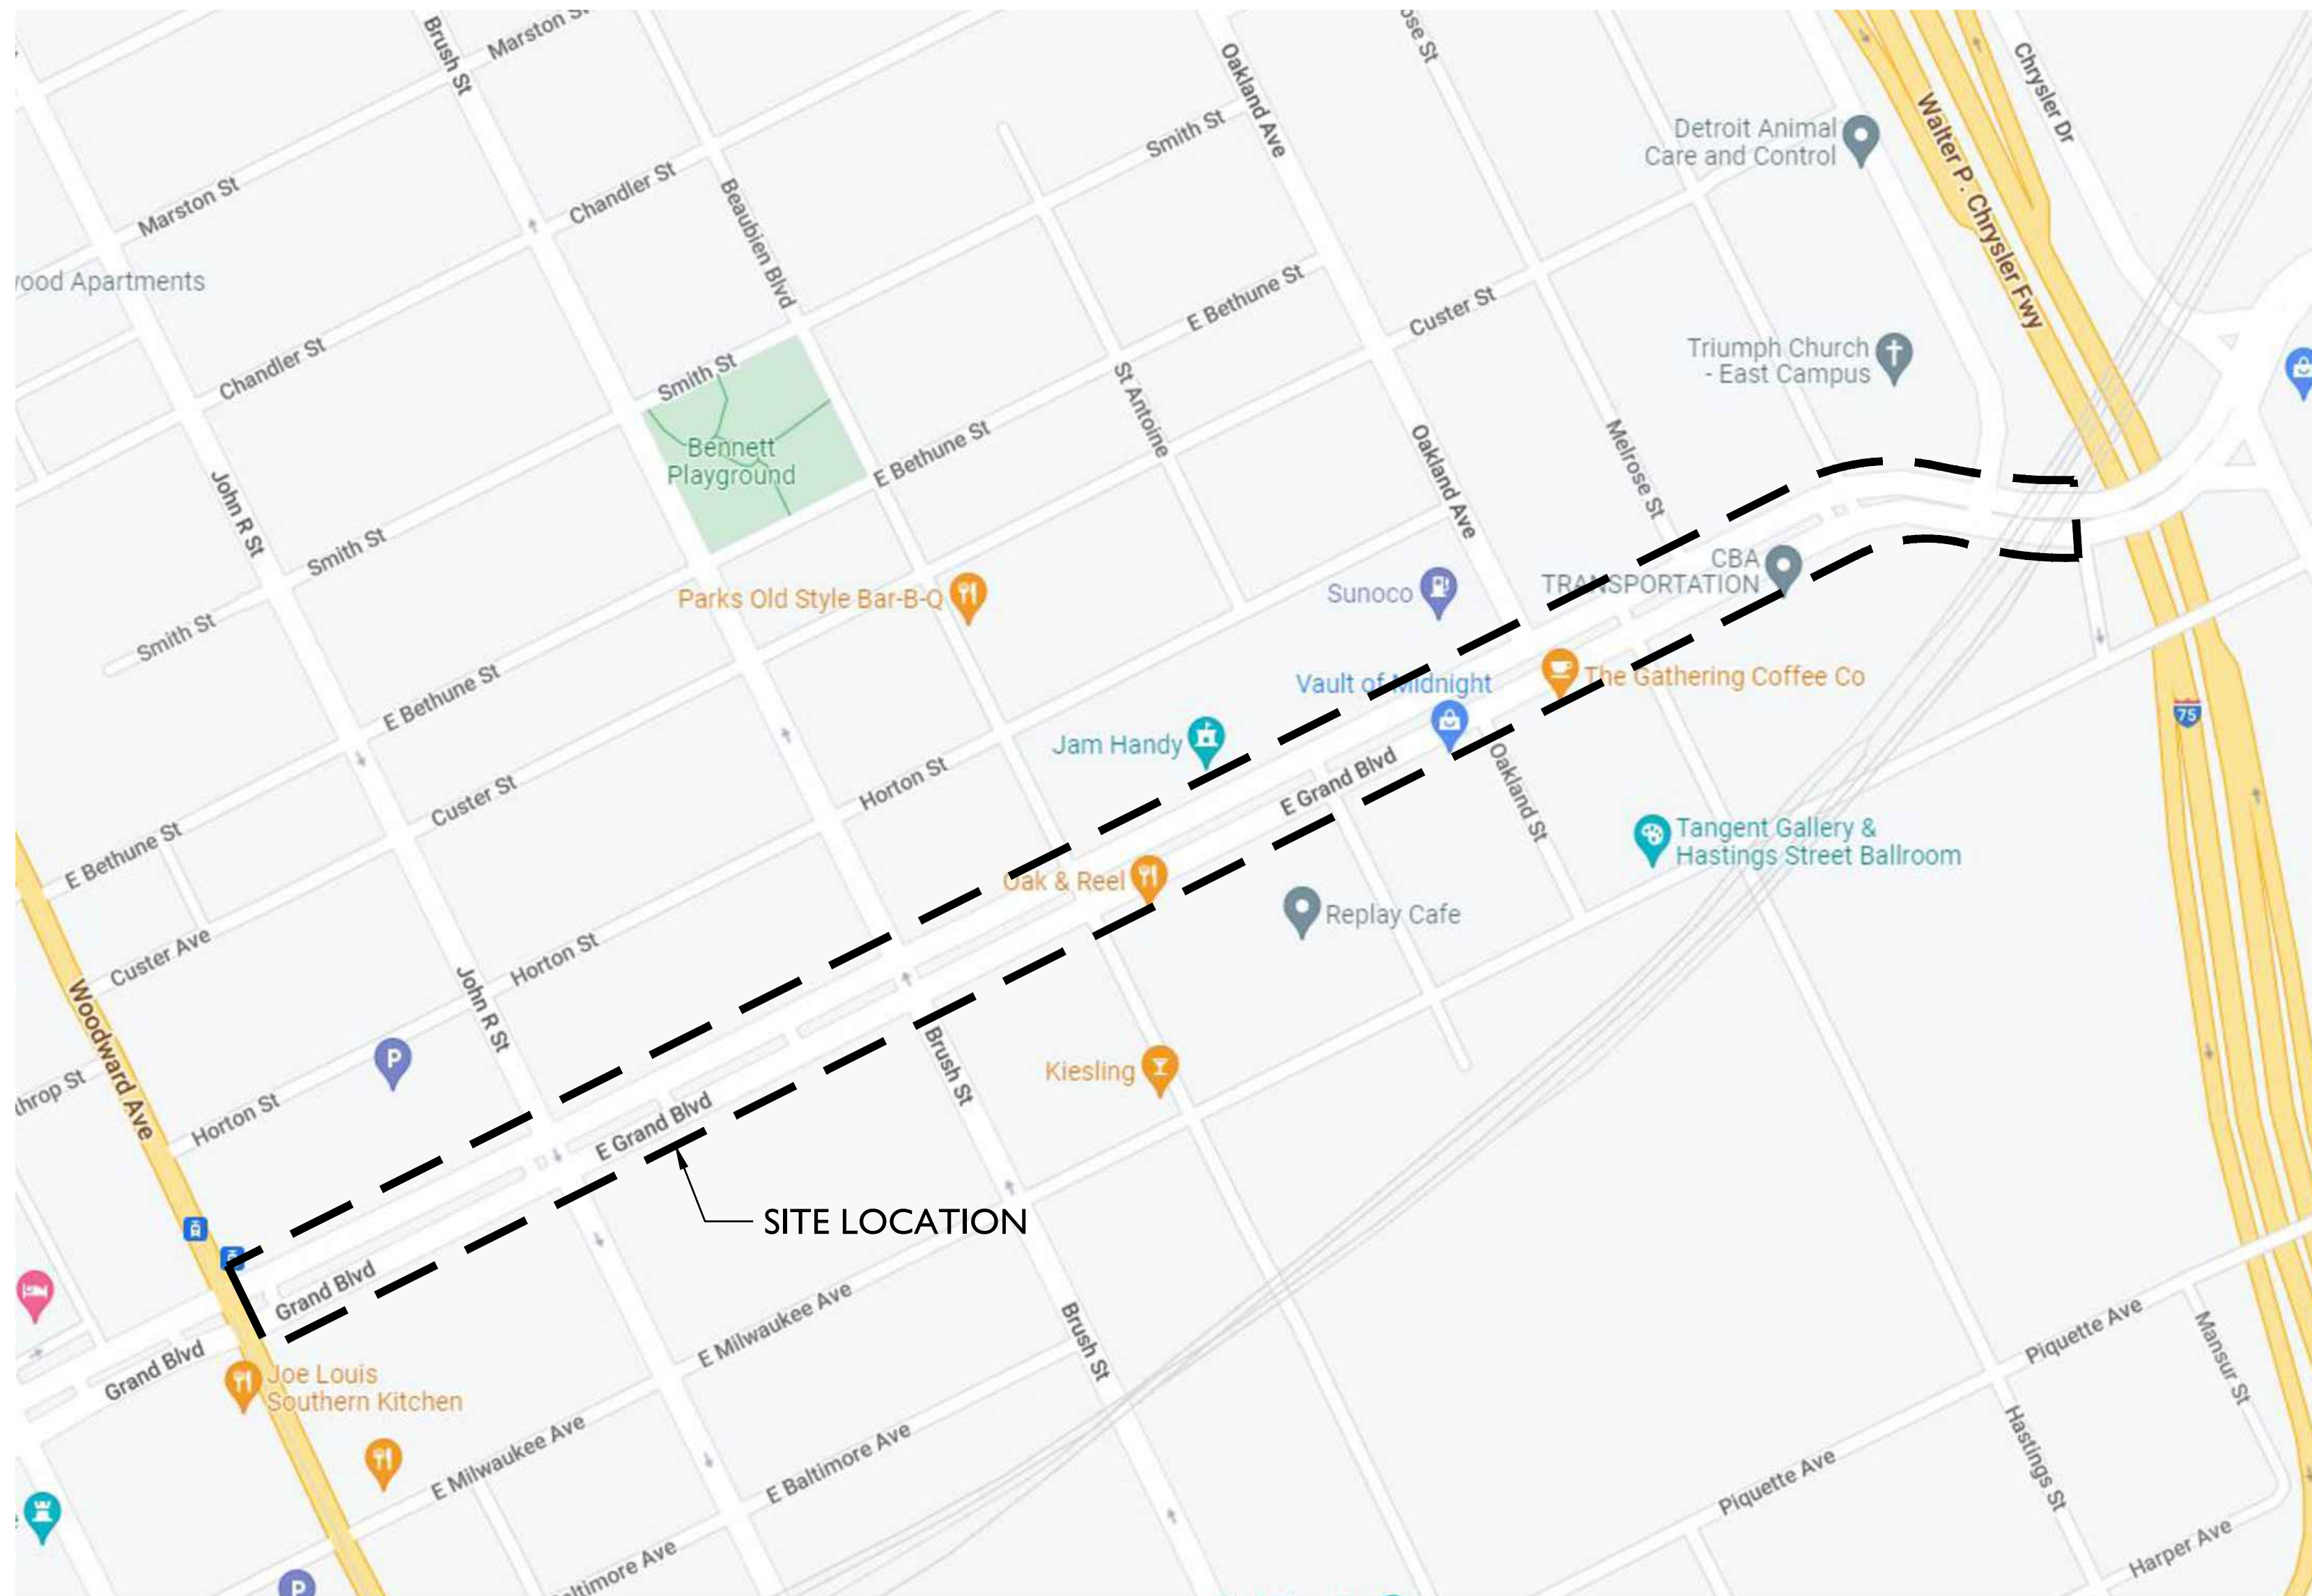 Brush St
Marston St
Oakland Ave
Chrysler Dr
Detroit Animal
Care and Control
Walter P. Chrysler Fwy
Smith St
Marston St
Chandler St
Beaubien Blvd
Apartments
E Bethune St
Custer St
Triumph Church
- East Campus
Chandler St
Smith St
St Antoine
Bennett
Playground
E Bethune St
Oakland Ave
Melrose St
John R St
Smith St
CBA
TRANSPORTATION
Parks Old Style Bar-B-Q
Sunoco
Smith St
E Bethune St
Vault of Midnight
The Gathering Coffee Co
75
Jam Handy
Horton St
E Grand Blvd
Oakland St
Custer St
E Bethune St
Tangent Gallery &
Hastings Street Ballroom
Oak & Reel
Replay Cafe
Custer Ave
Horton St
John R St
Woodward Ave
P
Brush St
Kiesling
Horton St
E Grand Blvd
SITE LOCATION
Grand Blvd
E Milwaukee Ave
Brush St
Piquette Ave
Mansur St
Grand Blvd
Joe Louis
Southern Kitchen
E Milwaukee Ave
E Baltimore Ave
Piquette Ave
Hastings St
Harper Ave
P